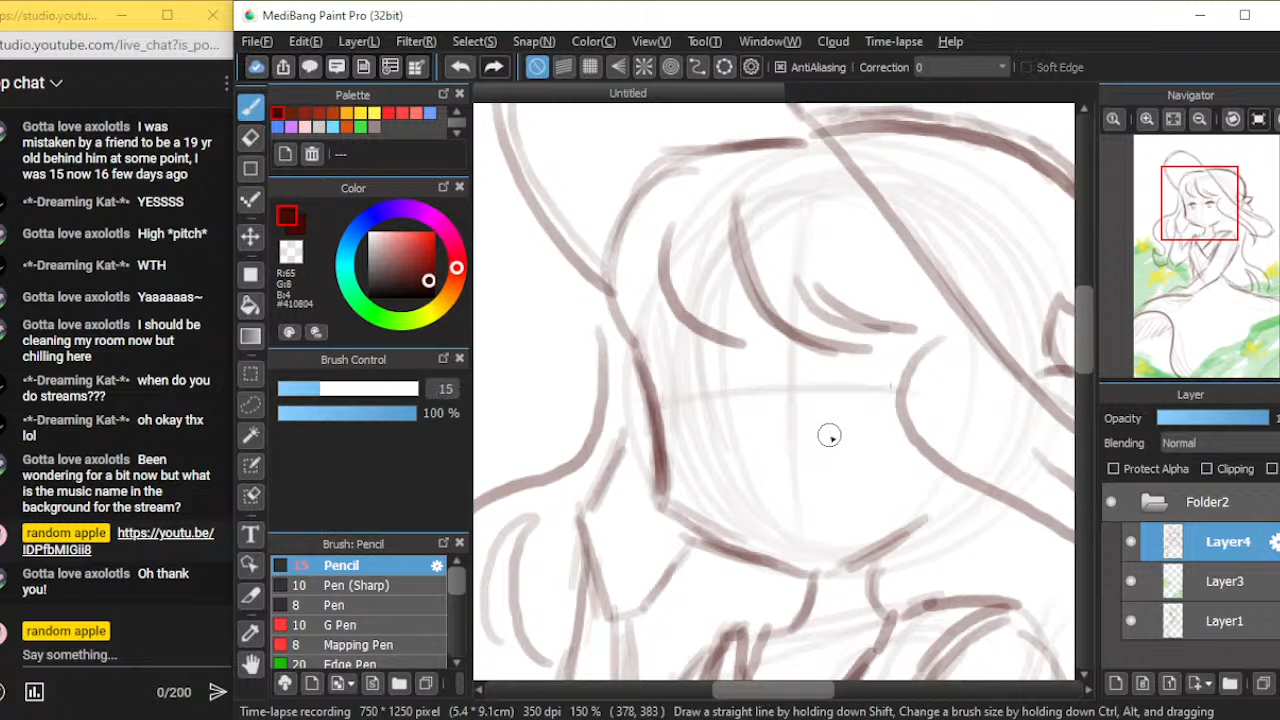 ps://studio.youtu...
tudio.youtube.com/live_chat?is_po...
op chat
Gotta love axolotls I was
mistaken by a friend to be a 19 yr
old behind him at some point, I
was 15 now 16 few days ago
·*·Dreaming Kat·*· YESSSS
Gotta love axolotls High *pitch*
·*·Dreaming Kat·*· WTH
Gotta love axolotls Yaaaaaas~
Gotta love axolotls I should be
cleaning my room now but
chilling here
·*·Dreaming Kat·*· when do you
do streams???
·*·Dreaming Kat·*· oh okay thx
lol
Gotta love axolotls Been
wondering for a bit now but what
is the music name in the
background for the stream?
random apple https://youtu.be/
IDPfbMIGii8
Gotta love axolotls Oh thank
you!
random apple
Say something...
0/200
MediBang Paint Pro (32bit)
File(F) Edit(E) Layer(L) Filter(R) Select(S) Snap(N) Color(C) View(V) Tool(T) Window(W) Cloud Time-lapse Help
AntiAliasing Correction 0 Soft Edge
Palette
---
Color
R:65
G:8
B:4
#410804
Brush Control
15
100 %
Brush: Pencil
15 Pencil
10 Pen (Sharp)
8 Pen
10 G Pen
8 Mapping Pen
20 Edge Pen
Untitled
Navigator
Layer
Opacity
Blending Normal
Protect Alpha Clipping
Folder2
Layer4
Layer3
Layer1
Time-lapse recording 750 * 1250 pixel (5.4 * 9.1cm) 350 dpi 150 % ( 378, 383 ) Draw a straight line by holding down Shift, Change a brush size by holding down Ctrl, Alt, and dragging